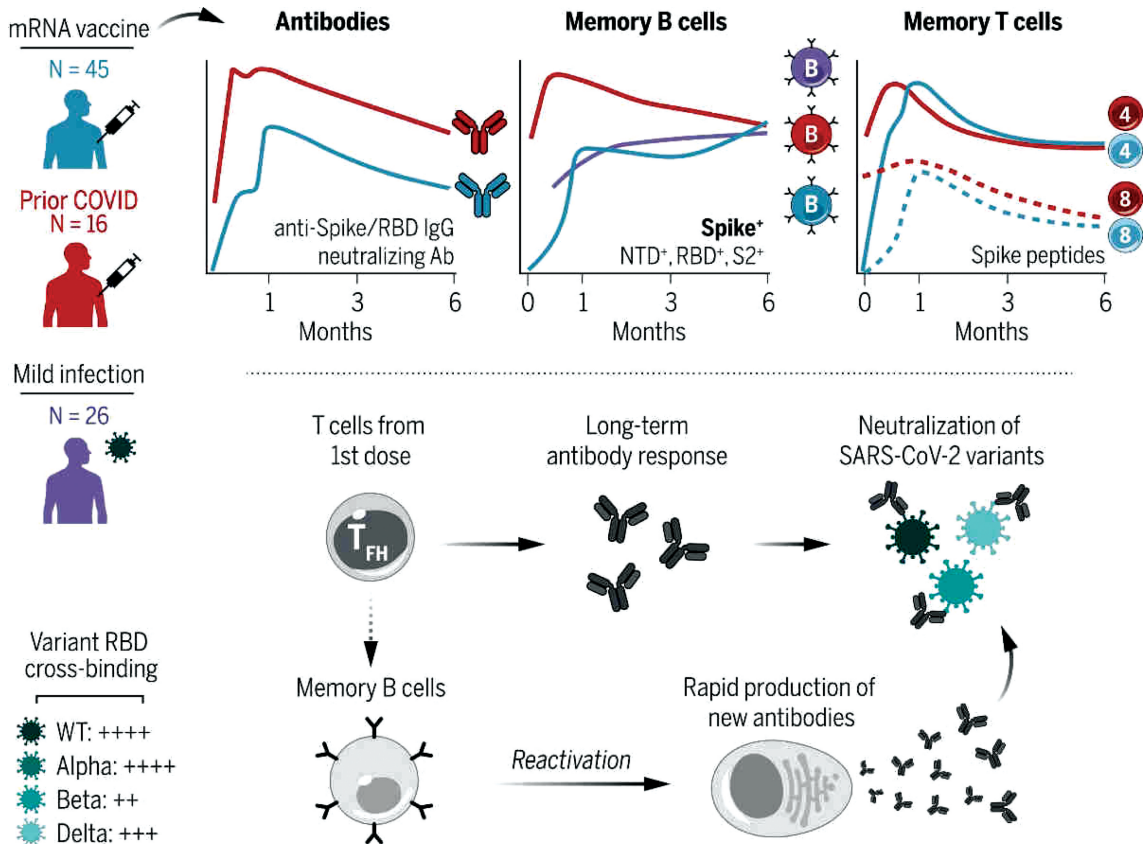 mRNA vaccine
N = 45
Prior COVID
N = 16
Mild infection
N = 26
Antibodies
anti-Spike/RBD IgG
neutralizing Ab
1 3 6
Months
Memory B cells
B
B
B
Spike⁺
NTD⁺, RBD⁺, S2⁺
0 1 3 6
Months
Memory T cells
4
4
8
8
Spike peptides
0 1 3 6
Months
T cells from
1st dose
T FH
Long-term
antibody response
Neutralization of
SARS-CoV-2 variants
Variant RBD
cross-binding
WT: ++++
Alpha: ++++
Beta: ++
Delta: +++
Memory B cells
Reactivation
Rapid production of
new antibodies